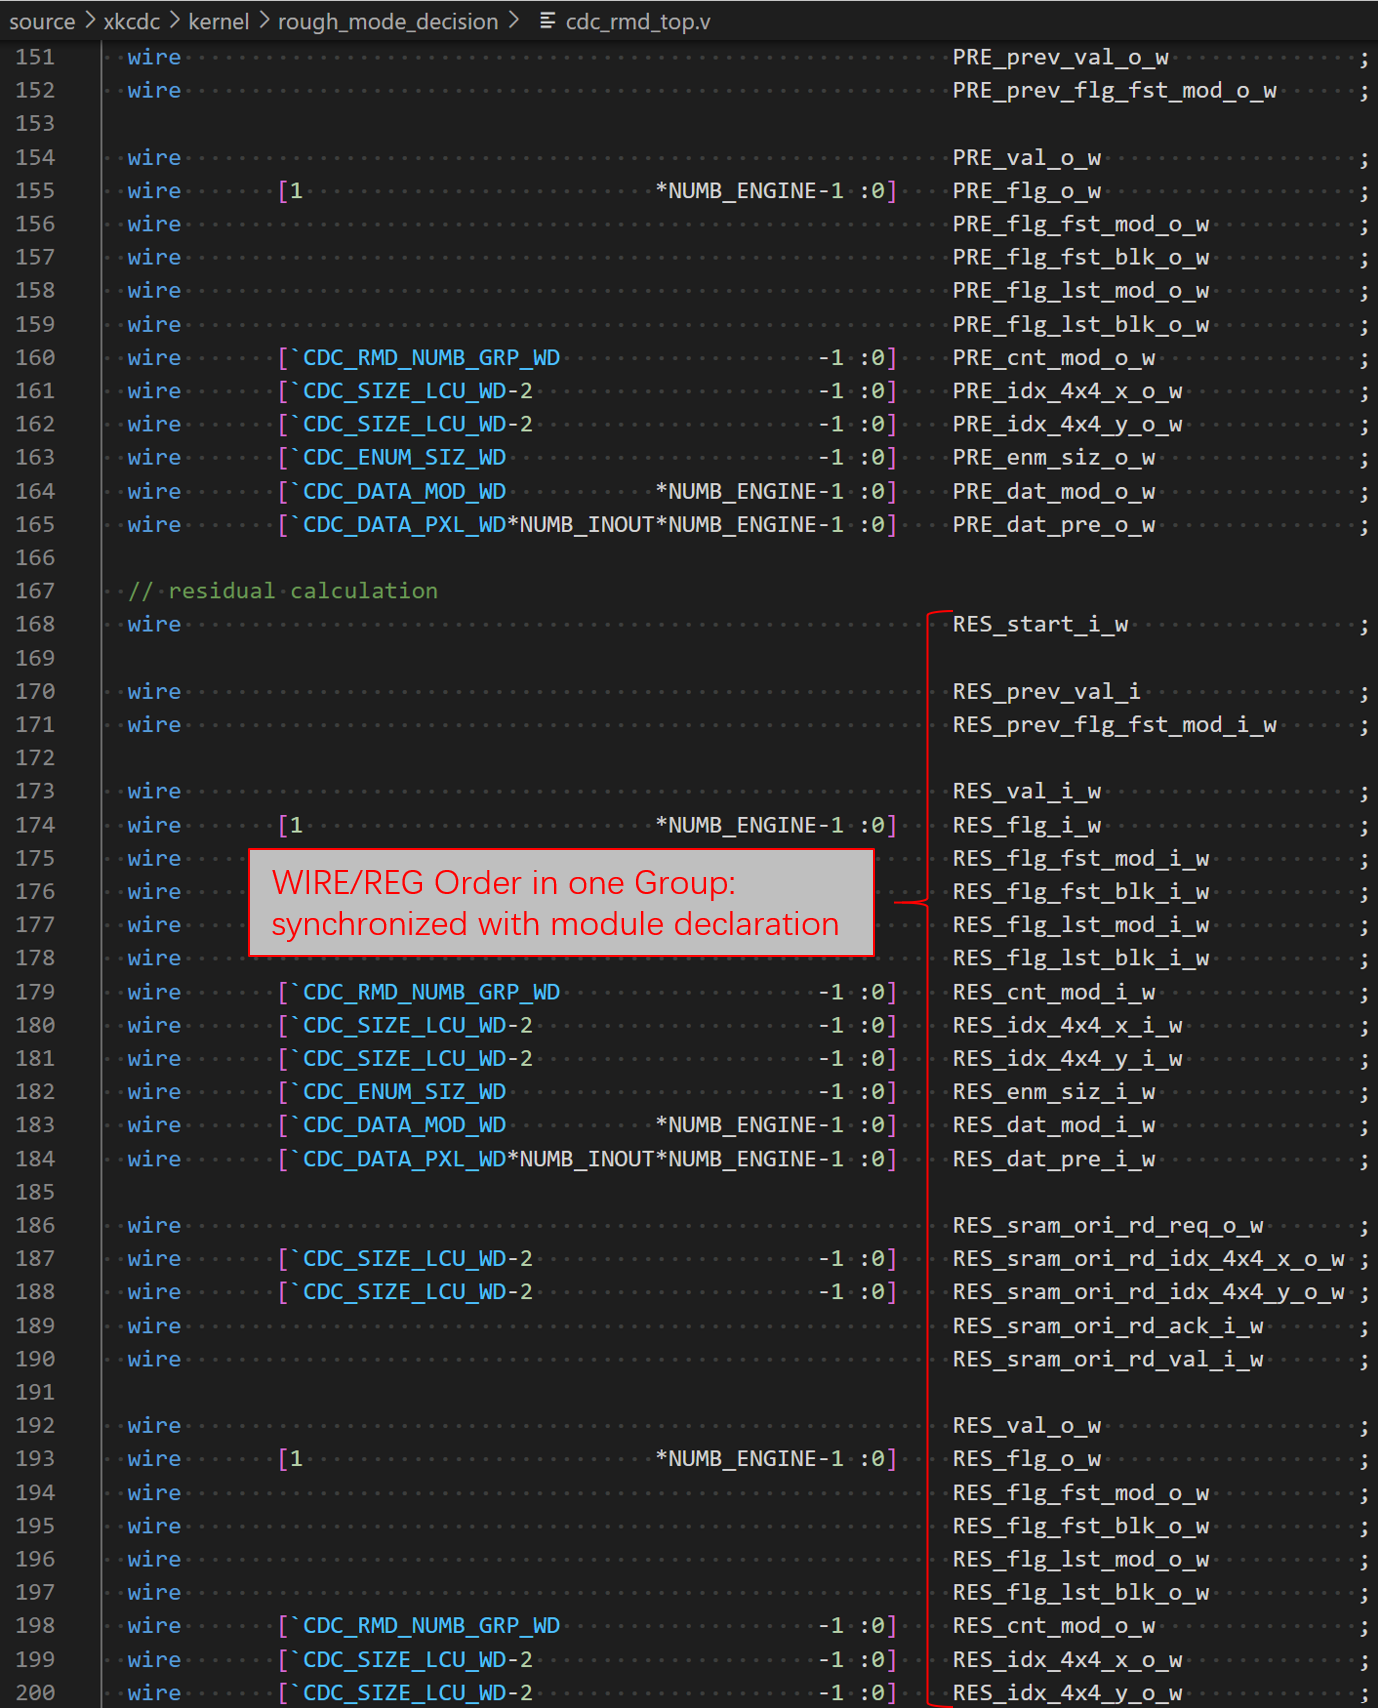 source > xkcdc > kernel > rough_mode_decision > cdc_rmd_top.v
151 wire PRE_prev_val_o_w ;
152 wire PRE_prev_flg_fst_mod_o_w ;
153
154 wire PRE_val_o_w ;
155 wire [1 *NUMB_ENGINE-1 :0] PRE_flg_o_w ;
156 wire PRE_flg_fst_mod_o_w ;
157 wire PRE_flg_fst_blk_o_w ;
158 wire PRE_flg_lst_mod_o_w ;
159 wire PRE_flg_lst_blk_o_w ;
160 wire [`CDC_RMD_NUMB_GRP_WD -1 :0] PRE_cnt_mod_o_w ;
161 wire [`CDC_SIZE_LCU_WD-2 -1 :0] PRE_idx_4x4_x_o_w ;
162 wire [`CDC_SIZE_LCU_WD-2 -1 :0] PRE_idx_4x4_y_o_w ;
163 wire [`CDC_ENUM_SIZ_WD -1 :0] PRE_enm_siz_o_w ;
164 wire [`CDC_DATA_MOD_WD *NUMB_ENGINE-1 :0] PRE_dat_mod_o_w ;
165 wire [`CDC_DATA_PXL_WD*NUMB_INOUT*NUMB_ENGINE-1 :0] PRE_dat_pre_o_w ;
166
167 // residual calculation
168 wire RES_start_i_w ;
169
170 wire RES_prev_val_i ;
171 wire RES_prev_flg_fst_mod_i_w ;
172
173 wire RES_val_i_w ;
174 wire [1 *NUMB_ENGINE-1 :0] RES_flg_i_w ;
175 wire RES_flg_fst_mod_i_w ;
176 wire RES_flg_fst_blk_i_w ;
177 wire RES_flg_lst_mod_i_w ;
178 wire RES_flg_lst_blk_i_w ;
WIRE/REG Order in one Group:
synchronized with module declaration
179 wire [`CDC_RMD_NUMB_GRP_WD -1 :0] RES_cnt_mod_i_w ;
180 wire [`CDC_SIZE_LCU_WD-2 -1 :0] RES_idx_4x4_x_i_w ;
181 wire [`CDC_SIZE_LCU_WD-2 -1 :0] RES_idx_4x4_y_i_w ;
182 wire [`CDC_ENUM_SIZ_WD -1 :0] RES_enm_siz_i_w ;
183 wire [`CDC_DATA_MOD_WD *NUMB_ENGINE-1 :0] RES_dat_mod_i_w ;
184 wire [`CDC_DATA_PXL_WD*NUMB_INOUT*NUMB_ENGINE-1 :0] RES_dat_pre_i_w ;
185
186 wire RES_sram_ori_rd_req_o_w ;
187 wire [`CDC_SIZE_LCU_WD-2 -1 :0] RES_sram_ori_rd_idx_4x4_x_o_w ;
188 wire [`CDC_SIZE_LCU_WD-2 -1 :0] RES_sram_ori_rd_idx_4x4_y_o_w ;
189 wire RES_sram_ori_rd_ack_i_w ;
190 wire RES_sram_ori_rd_val_i_w ;
191
192 wire RES_val_o_w ;
193 wire [1 *NUMB_ENGINE-1 :0] RES_flg_o_w ;
194 wire RES_flg_fst_mod_o_w ;
195 wire RES_flg_fst_blk_o_w ;
196 wire RES_flg_lst_mod_o_w ;
197 wire RES_flg_lst_blk_o_w ;
198 wire [`CDC_RMD_NUMB_GRP_WD -1 :0] RES_cnt_mod_o_w ;
199 wire [`CDC_SIZE_LCU_WD-2 -1 :0] RES_idx_4x4_x_o_w ;
200 wire [`CDC_SIZE_LCU_WD-2 -1 :0] RES_idx_4x4_y_o_w ;